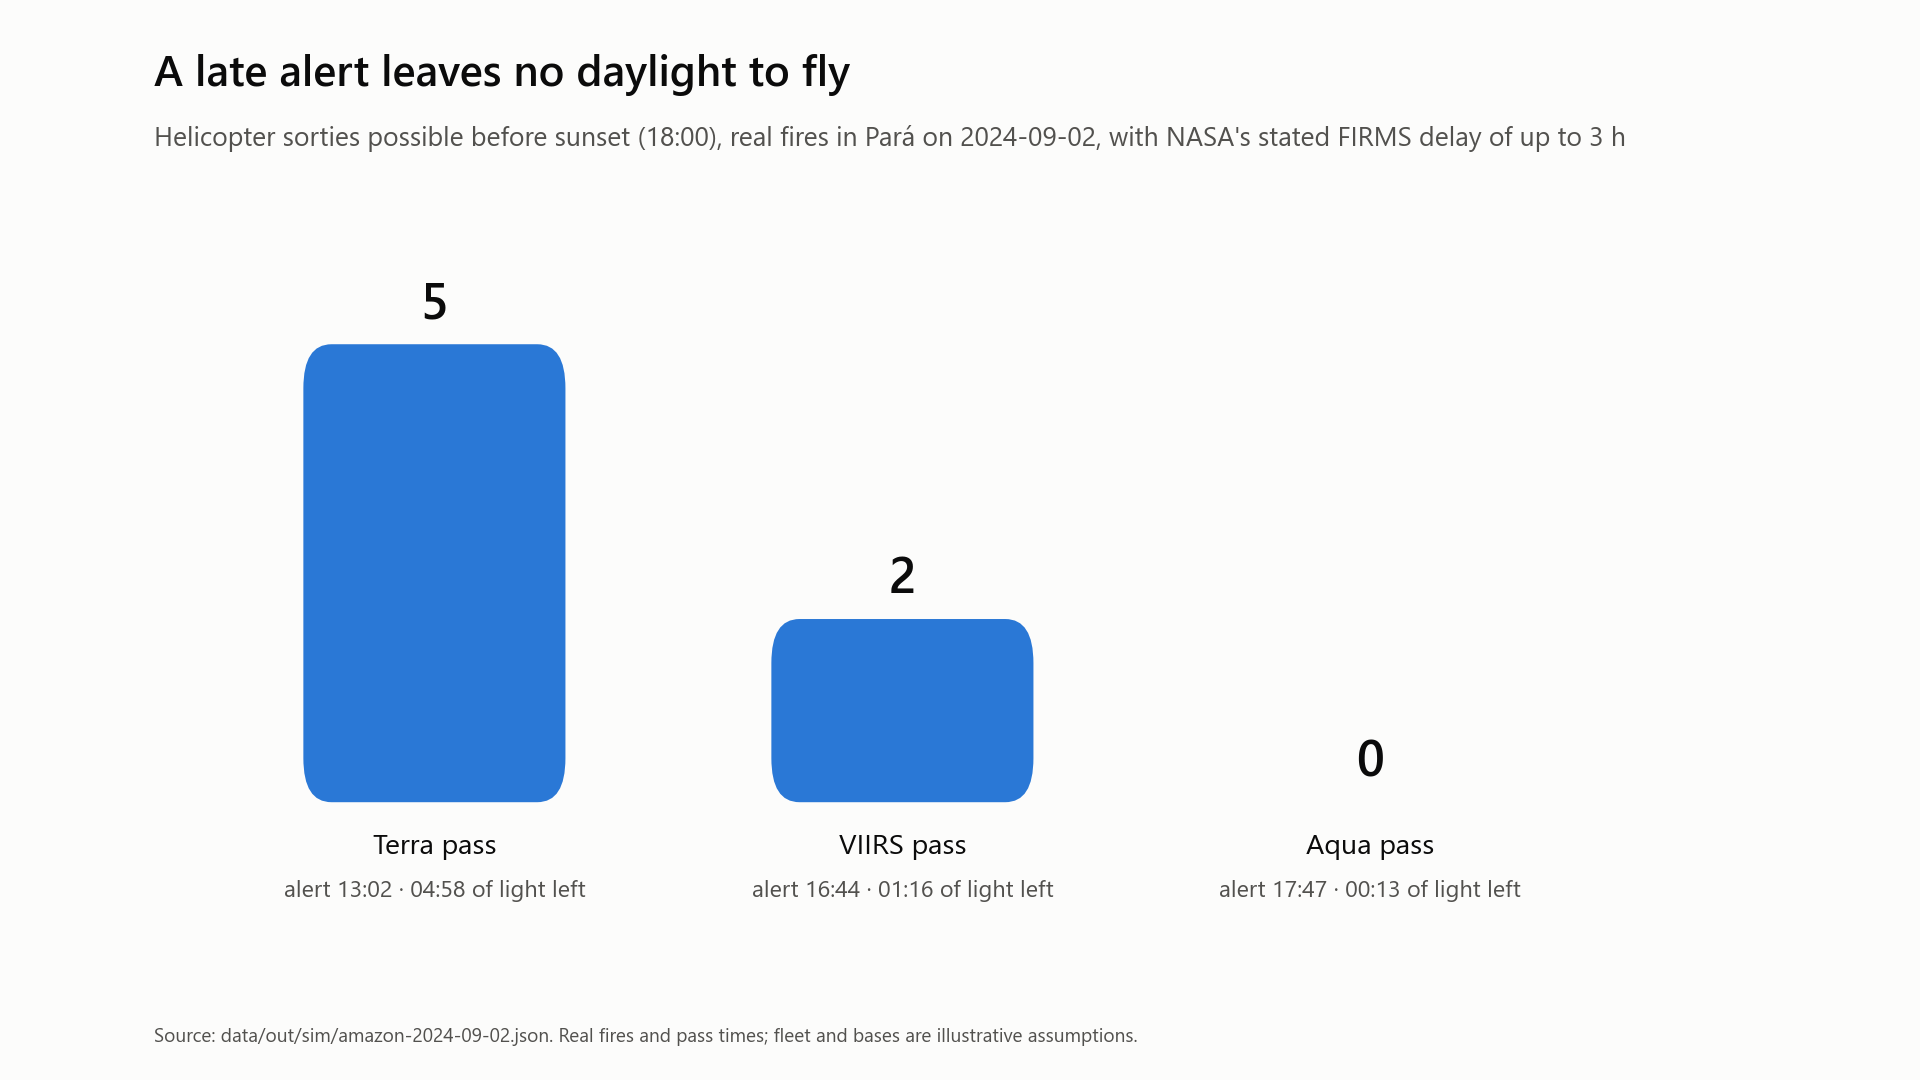 A late alert leaves no daylight to fly
Helicopter sorties possible before sunset (18:00), real fires in Pará on 2024-09-02, with NASA's stated FIRMS delay of up to 3 h
5
2
0
Terra pass
VIIRS pass
Aqua pass
alert 13:02 · 04:58 of light left
alert 16:44 · 01:16 of light left
alert 17:47 · 00:13 of light left
Source: data/out/sim/amazon-2024-09-02.json. Real fires and pass times; fleet and bases are illustrative assumptions.